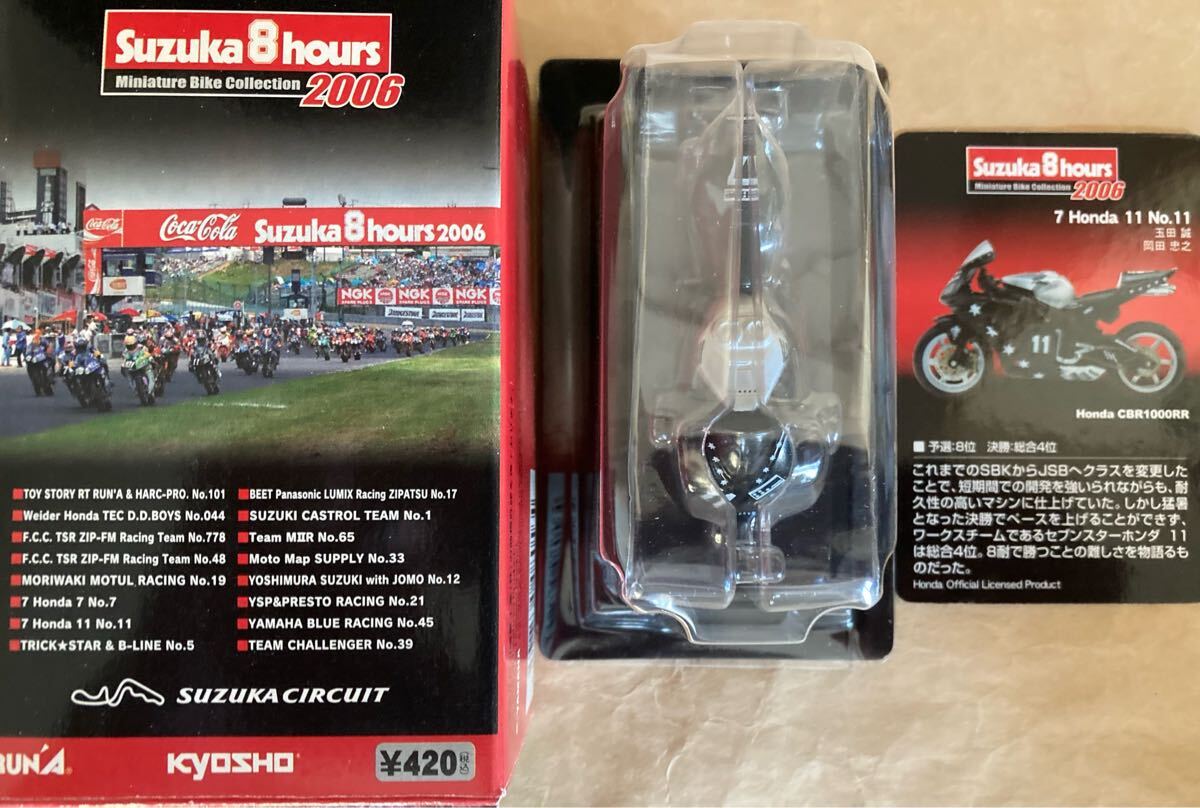 Suzuka 8 hours
Miniature Bike Collection 2006
Coca-Cola
Coca-Cola Suzuka 8 hours 2006
NGK NGK NGK
SPARK PLUGS SPARK PLUGS SPARK PLUGS
BRIDGESTONE BRIDGESTONE
■TOY STORY RT RUN'A & HARC-PRO. No.101
■Weider Honda TEC D.D.BOYS No.044
■F.C.C. TSR ZIP-FM Racing Team No.778
■F.C.C. TSR ZIP-FM Racing Team No.48
■MORIWAKI MOTUL RACING No.19
■7 Honda 7 No.7
■7 Honda 11 No.11
■TRICK★STAR & B-LINE No.5
■BEET Panasonic LUMIX Racing ZIPATSU No.17
■SUZUKI CASTROL TEAM No.1
■Team MIIR No.65
■Moto Map SUPPLY No.33
■YOSHIMURA SUZUKI with JOMO No.12
■YSP&PRESTO RACING No.21
■YAMAHA BLUE RACING No.45
■TEAM CHALLENGER No.39
SUZUKA CIRCUIT
RUN'A®
KYOSHO®
¥420(税込)
Suzuka 8 hours
Miniature Bike Collection 2006
7 Honda 11 No.11
玉田 誠
岡田 忠之
11
Honda CBR1000RR
■ 予選:8位 決勝:総合4位
これまでのSBKからJSBへクラスを変更した
ことで、短期間での開発を強いられながらも、耐
久性の高いマシンに仕上げていた。しかし猛暑
となった決勝でペースを上げることができず、
ワークスチームであるセブンスターホンダ 11
は総合4位。8耐で勝つことの難しさを物語るも
のだった。
Honda Official Licensed Product